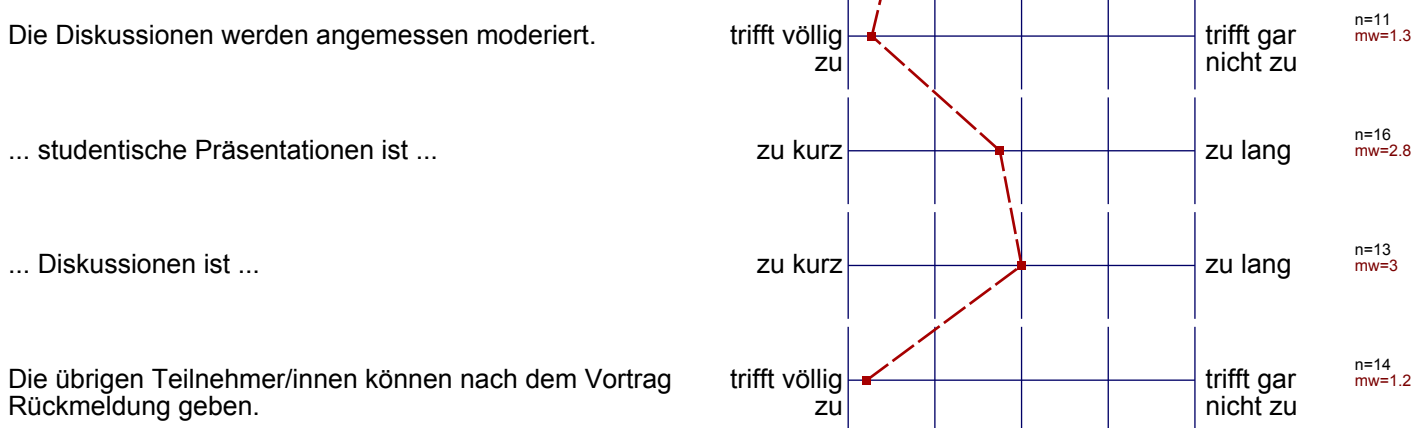 Die Diskussionen werden angemessen moderiert.
trifft völlig
zu
trifft gar
nicht zu
n=11
mw=1.3
... studentische Präsentationen ist ...
zu kurz
zu lang
n=16
mw=2.8
... Diskussionen ist ...
zu kurz
zu lang
n=13
mw=3
Die übrigen Teilnehmer/innen können nach dem Vortrag
Rückmeldung geben.
trifft völlig
zu
trifft gar
nicht zu
n=14
mw=1.2